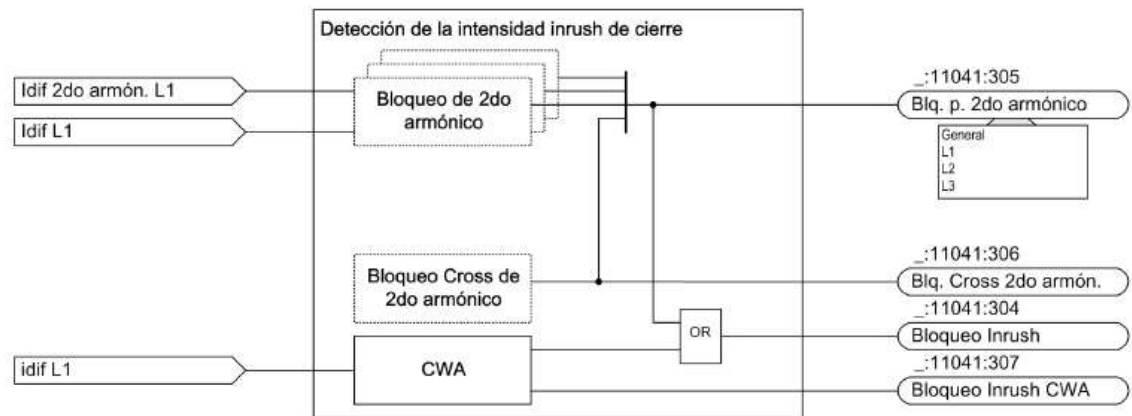 Detección de la intensidad inrush de cierre
Idif 2do armón. L1
Idif L1
Bloqueo de 2do
armónico
_:11041:305
Blq. p. 2do armónico
General
L1
L2
L3
Bloqueo Cross de
2do armónico
_:11041:306
Blq. Cross 2do armón.
_:11041:304
OR
Bloqueo Inrush
_:11041:307
idif L1
CWA
Bloqueo Inrush CWA